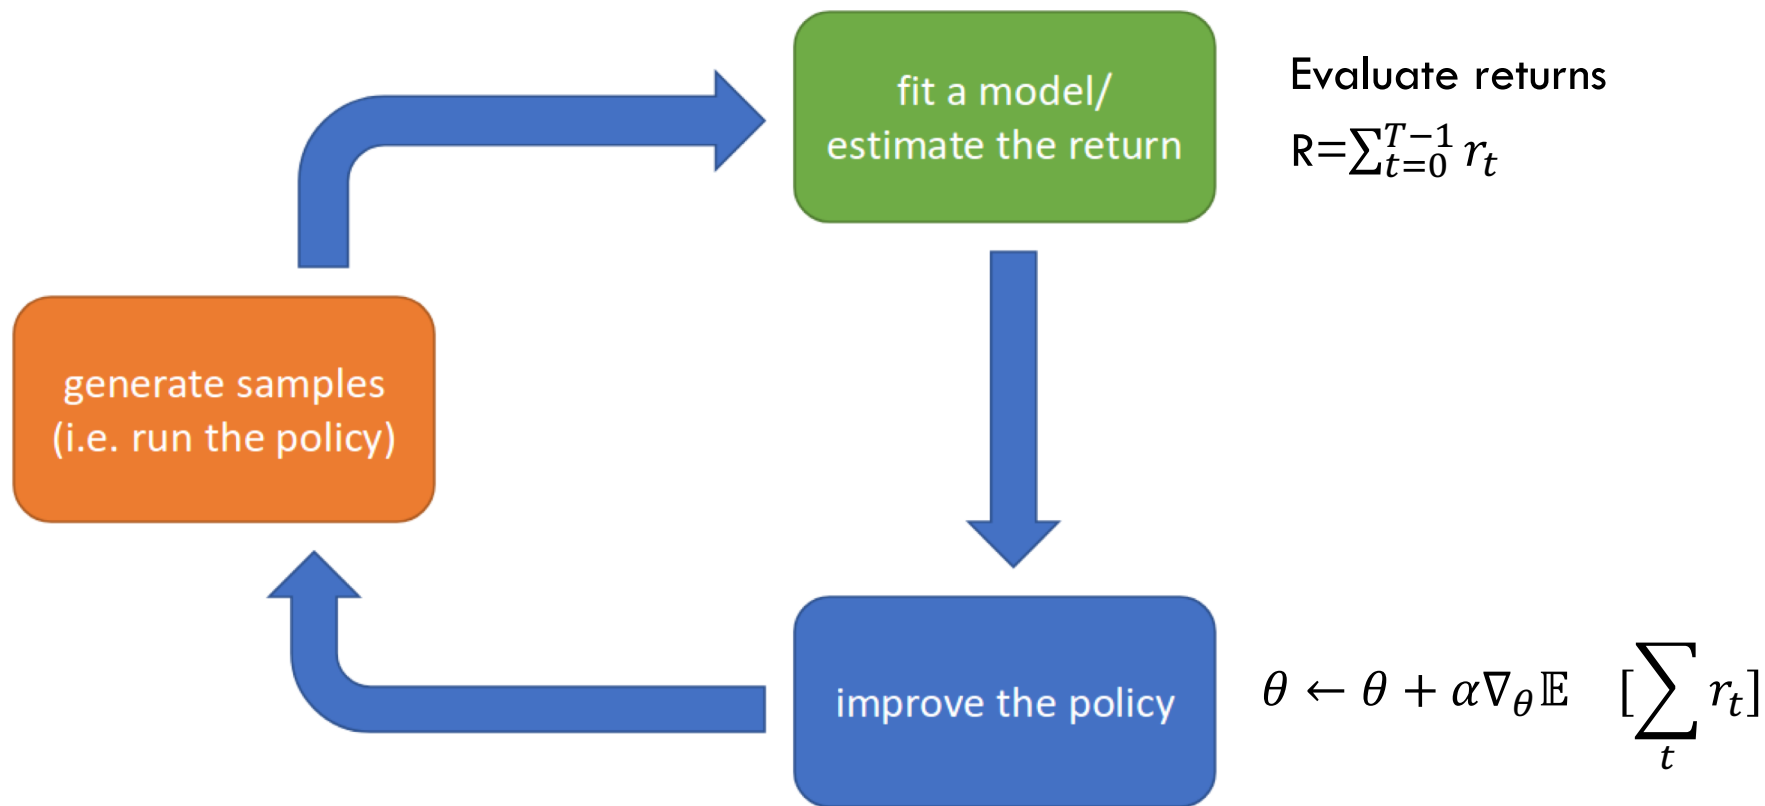 fit a model/
estimate the return
Evaluate returns
R=∑_{t=0}^{T−1} r_t
generate samples
(i.e. run the policy)
improve the policy
θ ← θ + α∇_θ 𝔼 [∑_t r_t]